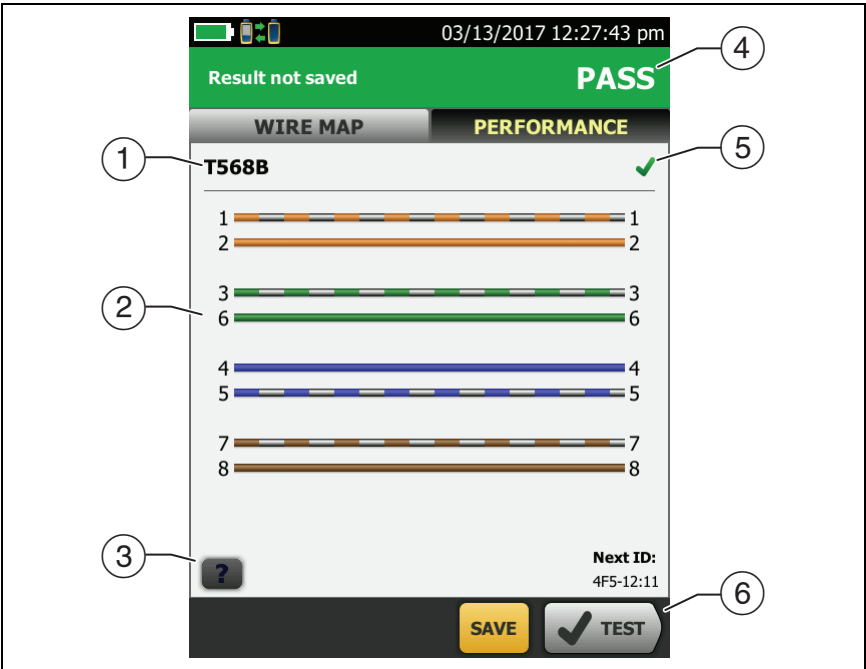 03/13/2017 12:27:43 pm
Result not saved PASS
4
WIRE MAP PERFORMANCE
1 T568B 5
1 1
2 2
3 3
2
6 6
4 4
5 5
7 7
8 8
3 ?
Next ID:
4F5-12:11
SAVE TEST 6